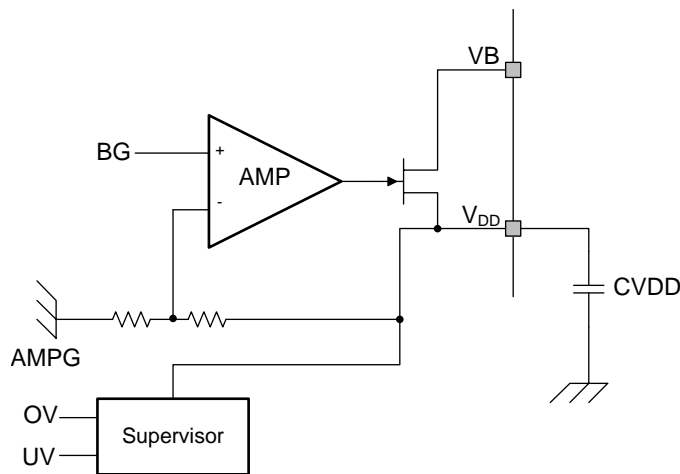 VB
BG
+
AMP
-
VDD
CVDD
AMPG
OV
UV
Supervisor